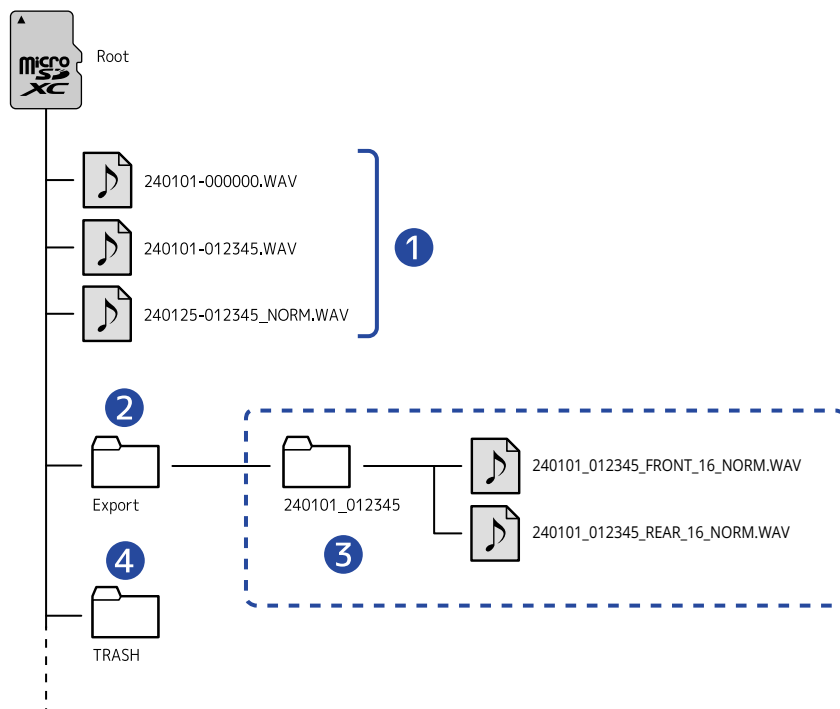 Micro
SD
XC
Root
240101-000000.WAV
240101-012345.WAV
240125-012345_NORM.WAV
1
2
Export
240101_012345
3
240101_012345_FRONT_16_NORM.WAV
240101_012345_REAR_16_NORM.WAV
4
TRASH